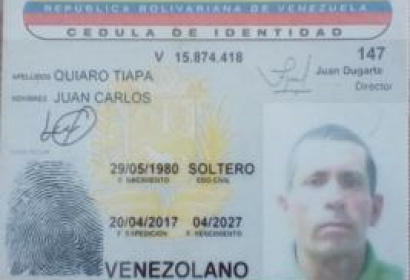 REPUBLICA BOLIVARIANA DE VENEZUELA
CEDULA DE IDENTIDAD
V 15.874.418 147
APELLIDOS QUIARO TIAPA
Juan Dugarte
Director
NOMBRES JUAN CARLOS
29/05/1980 SOLTERO
F. NACIMIENTO EDO. CIVIL
20/04/2017 04/2027
F. EXPEDICION F. VENCIMIENTO
VENEZOLANO